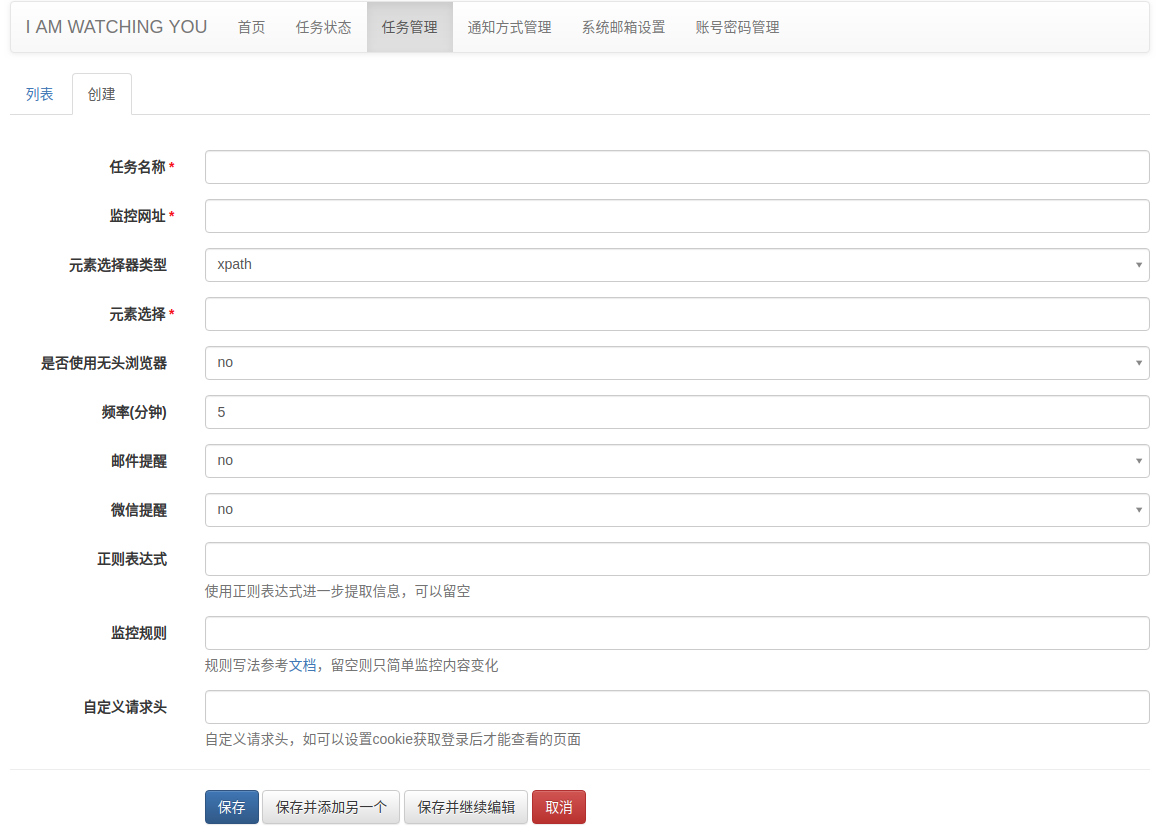 I AM WATCHING YOU 首页 任务状态 任务管理 通知方式管理 系统邮箱设置 账号密码管理
列表 创建
任务名称 *
监控网址 *
元素选择器类型 xpath
元素选择 *
是否使用无头浏览器 no
频率(分钟) 5
邮件提醒 no
微信提醒 no
正则表达式
使用正则表达式进一步提取信息，可以留空
监控规则
规则写法参考文档，留空则只简单监控内容变化
自定义请求头
自定义请求头，如可以设置cookie获取登录后才能查看的页面
保存 保存并添加另一个 保存并继续编辑 取消